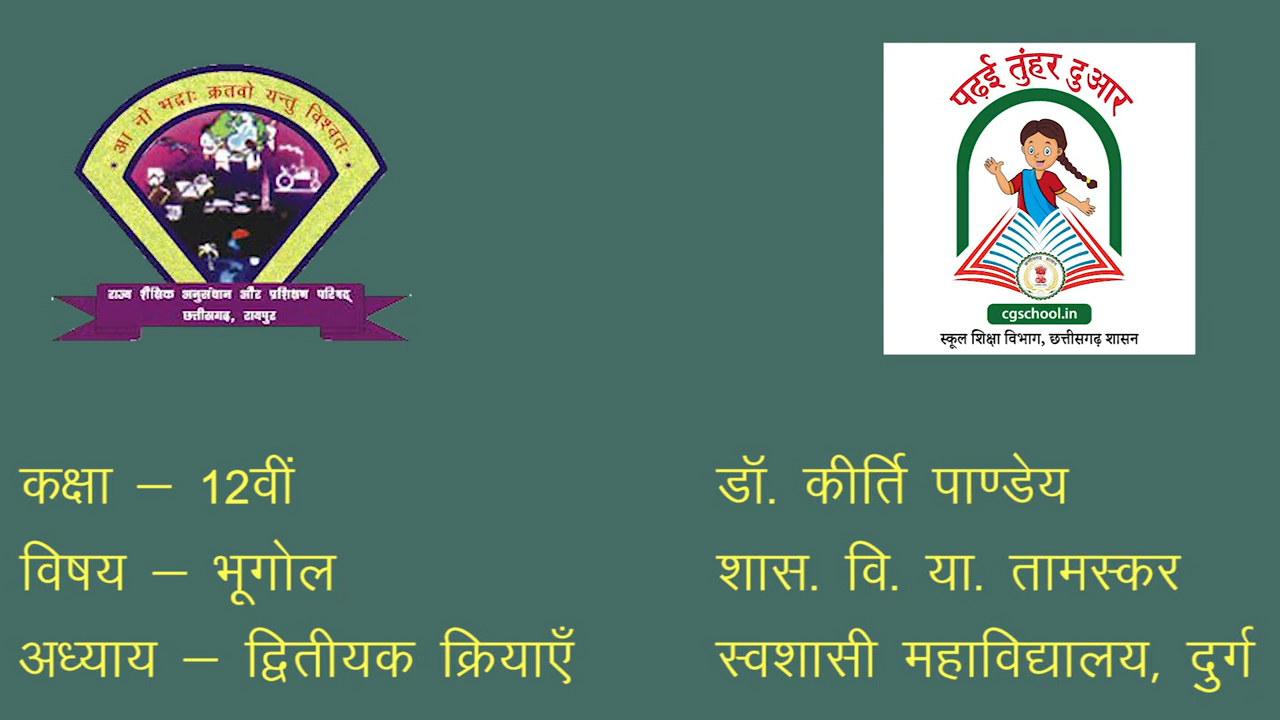 आ नो भद्राः क्रतवो यन्तु विश्वतः
राज्य शैक्षिक अनुसंधान और प्रशिक्षण परिषद्
छत्तीसगढ़, रायपुर
पढ़ई तुंहर दुआर
cgschool.in
स्कूल शिक्षा विभाग, छत्तीसगढ़ शासन
कक्षा – 12वीं
विषय – भूगोल
अध्याय – द्वितीयक क्रियाएँ
डॉ. कीर्ति पाण्डेय
शास. वि. या. तामस्कर
स्वशासी महाविद्यालय, दुर्ग